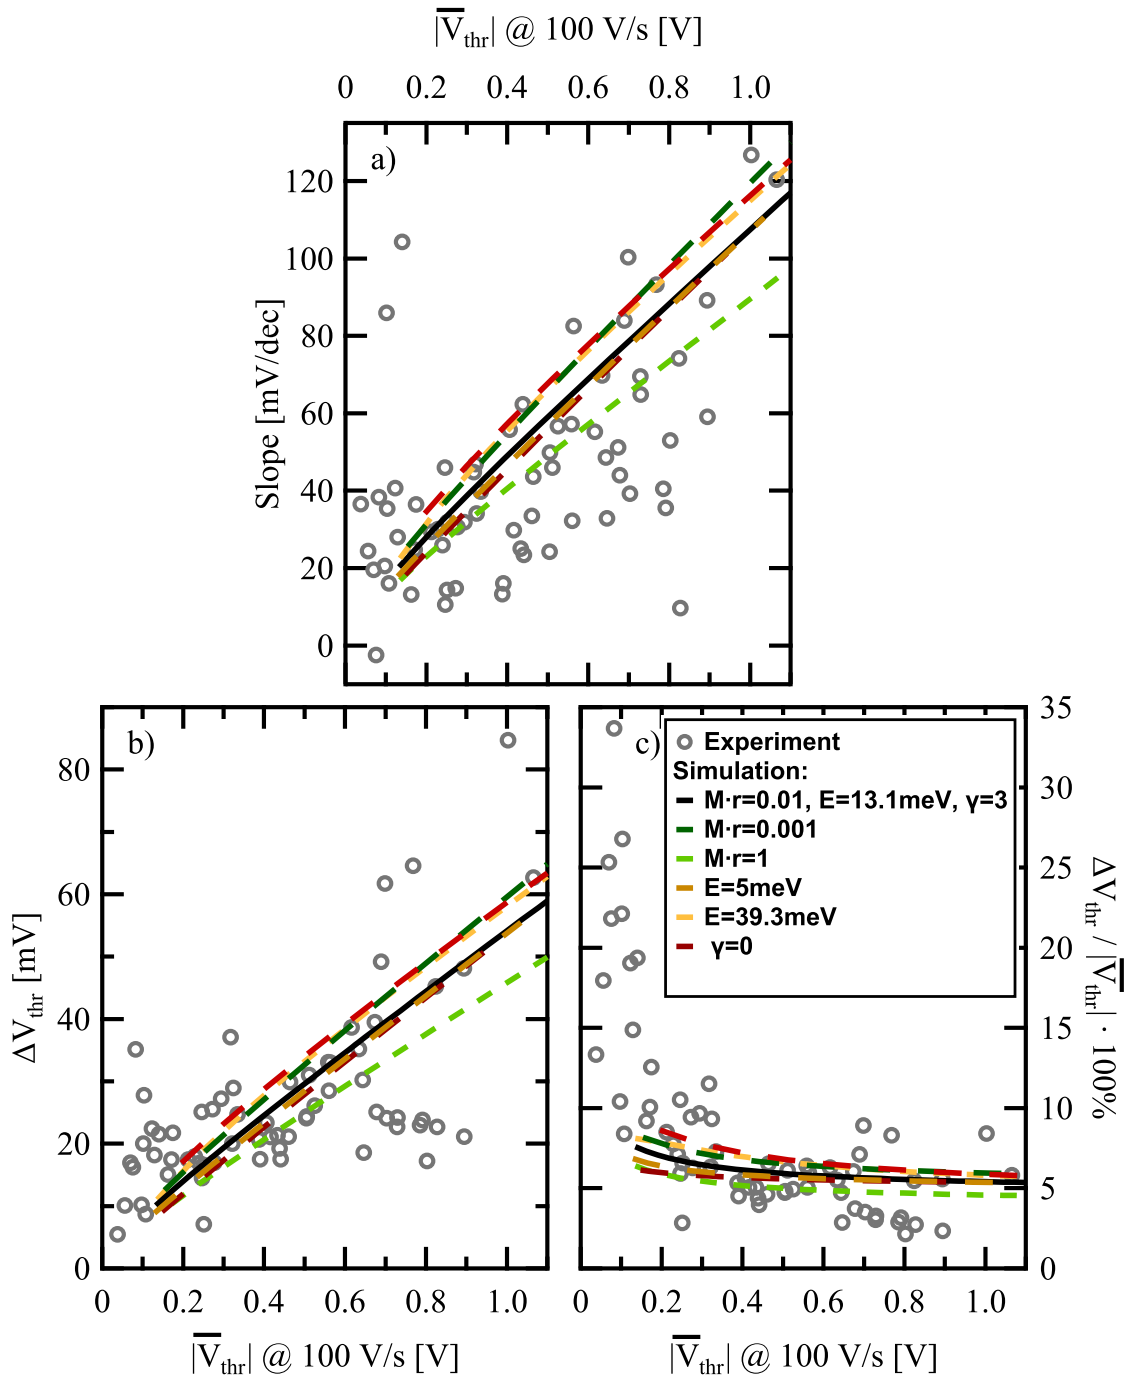 |V̅thr| @ 100 V/s [V]
0 0.2 0.4 0.6 0.8 1.0
a)
Slope [mV/dec]
120
100
80
60
40
20
0
b)
ΔVthr [mV]
80
60
40
20
0
0 0.2 0.4 0.6 0.8 1.0
|V̅thr| @ 100 V/s [V]
c)
Experiment
Simulation:
M·r=0.01, E=13.1meV, γ=3
M·r=0.001
M·r=1
E=5meV
E=39.3meV
γ=0
35
30
25
20
15
10
5
0
ΔVthr / |V̅thr| · 100%
0 0.2 0.4 0.6 0.8 1.0
|V̅thr| @ 100 V/s [V]